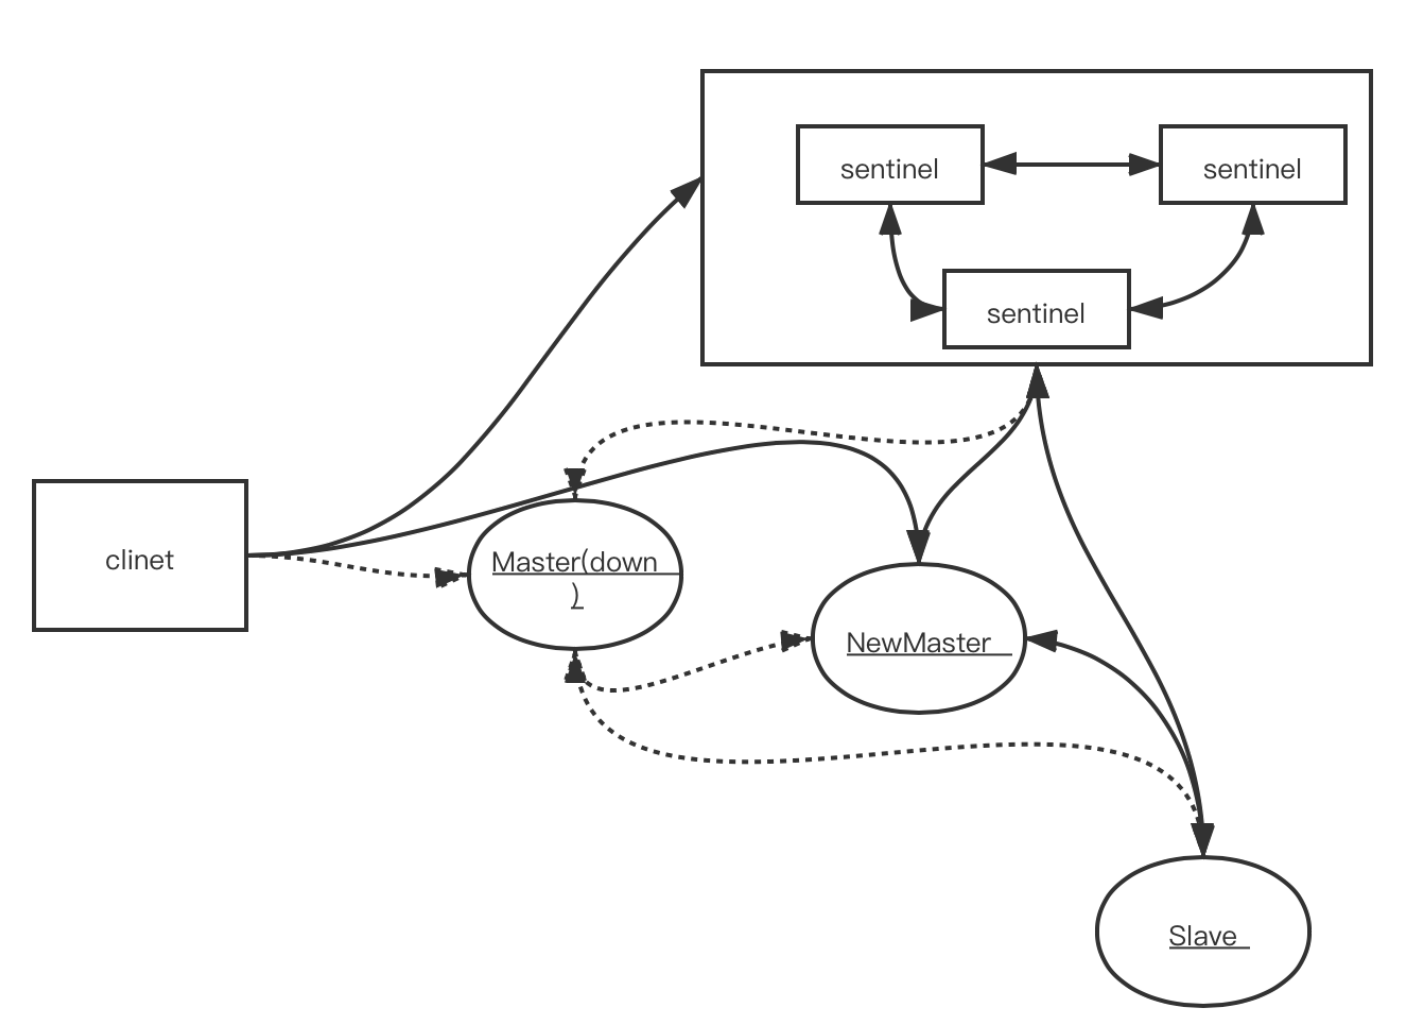 sentinel
sentinel
sentinel
clinet
Master(down
)
NewMaster
Slave